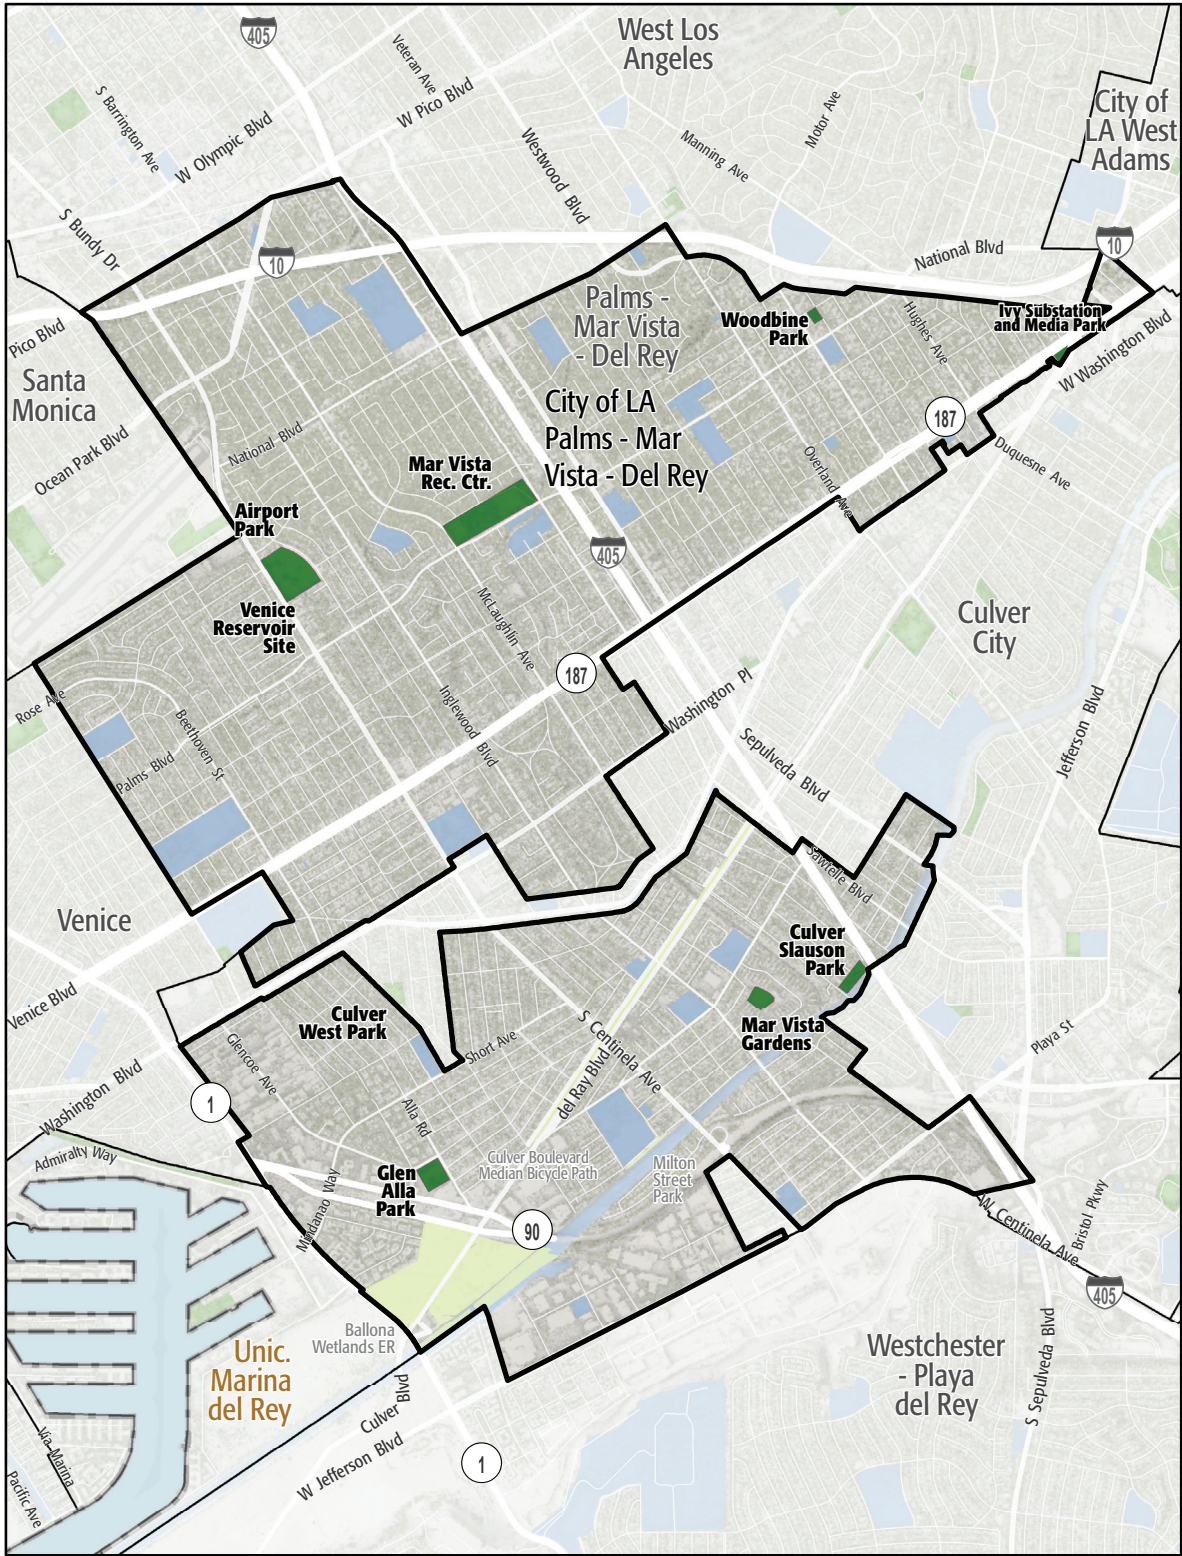 405
West Los
Angeles
Veteran Ave
W Pico Blvd
S Barrington Ave
W Olympic Blvd
Westwood Blvd
Manning Ave
Motor Ave
City of
LA West
Adams
S Bundy Dr
10
National Blvd
10
Pico Blvd
Palms -
Mar Vista
- Del Rey
Woodbine
Park
Hughes Ave
Ivy Substation
and Media Park
W Washington Blvd
Santa
Monica
City of LA
Palms - Mar
Vista - Del Rey
187
Ocean Park Blvd
National Blvd
Mar Vista
Rec. Ctr.
Overland Ave
Duquesne Ave
Airport
Park
405
Venice
Reservoir
Site
McLaughlin Ave
Culver
City
187
Rose Ave
Beethoven St
Inglewood Blvd
Washington Pl
Palms Blvd
Sepulveda Blvd
Jefferson Blvd
Sawtelle Blvd
Venice
Culver
Slauson
Park
Venice Blvd
Culver
West Park
Mar Vista
Gardens
S Centinela Ave
Short Ave
Playa St
Glencoe Ave
del Ray Blvd
Washington Blvd
1
Alla Rd
Admiralty Way
Culver Boulevard
Median Bicycle Path
Milton
Street
Park
Glen
Alla
Park
Mindanao Way
90
W Centinela Ave
Bristol Pkwy
405
Ballona
Wetlands ER
Unic.
Marina
del Rey
Westchester
- Playa
del Rey
S Sepulveda Blvd
Culver Blvd
W Jefferson Blvd
1
Via Marina
Pacific Ave